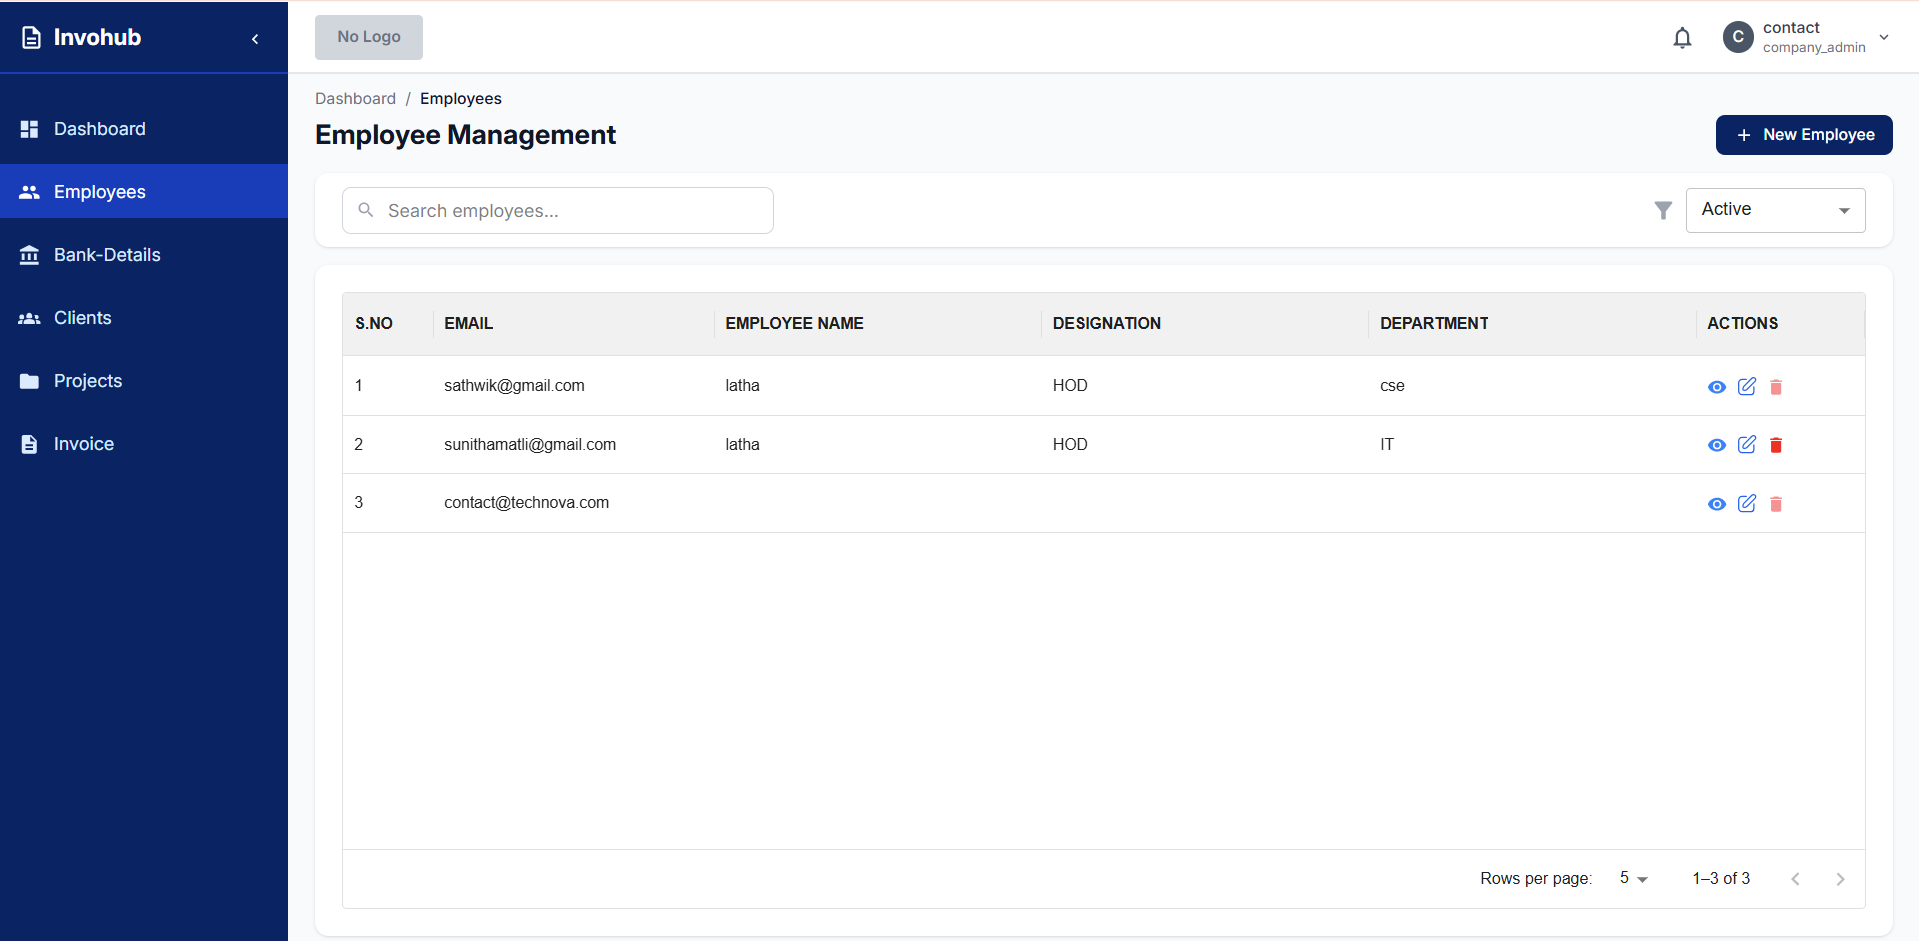 Invohub
No Logo
C
contact
company_admin
Dashboard
Employees
Bank-Details
Clients
Projects
Invoice
Dashboard / Employees
Employee Management
+ New Employee
Search employees...
Active
S.NO EMAIL EMPLOYEE NAME DESIGNATION DEPARTMENT ACTIONS
1 sathwik@gmail.com latha HOD cse
2 sunithamatli@gmail.com latha HOD IT
3 contact@technova.com
Rows per page: 5 1–3 of 3